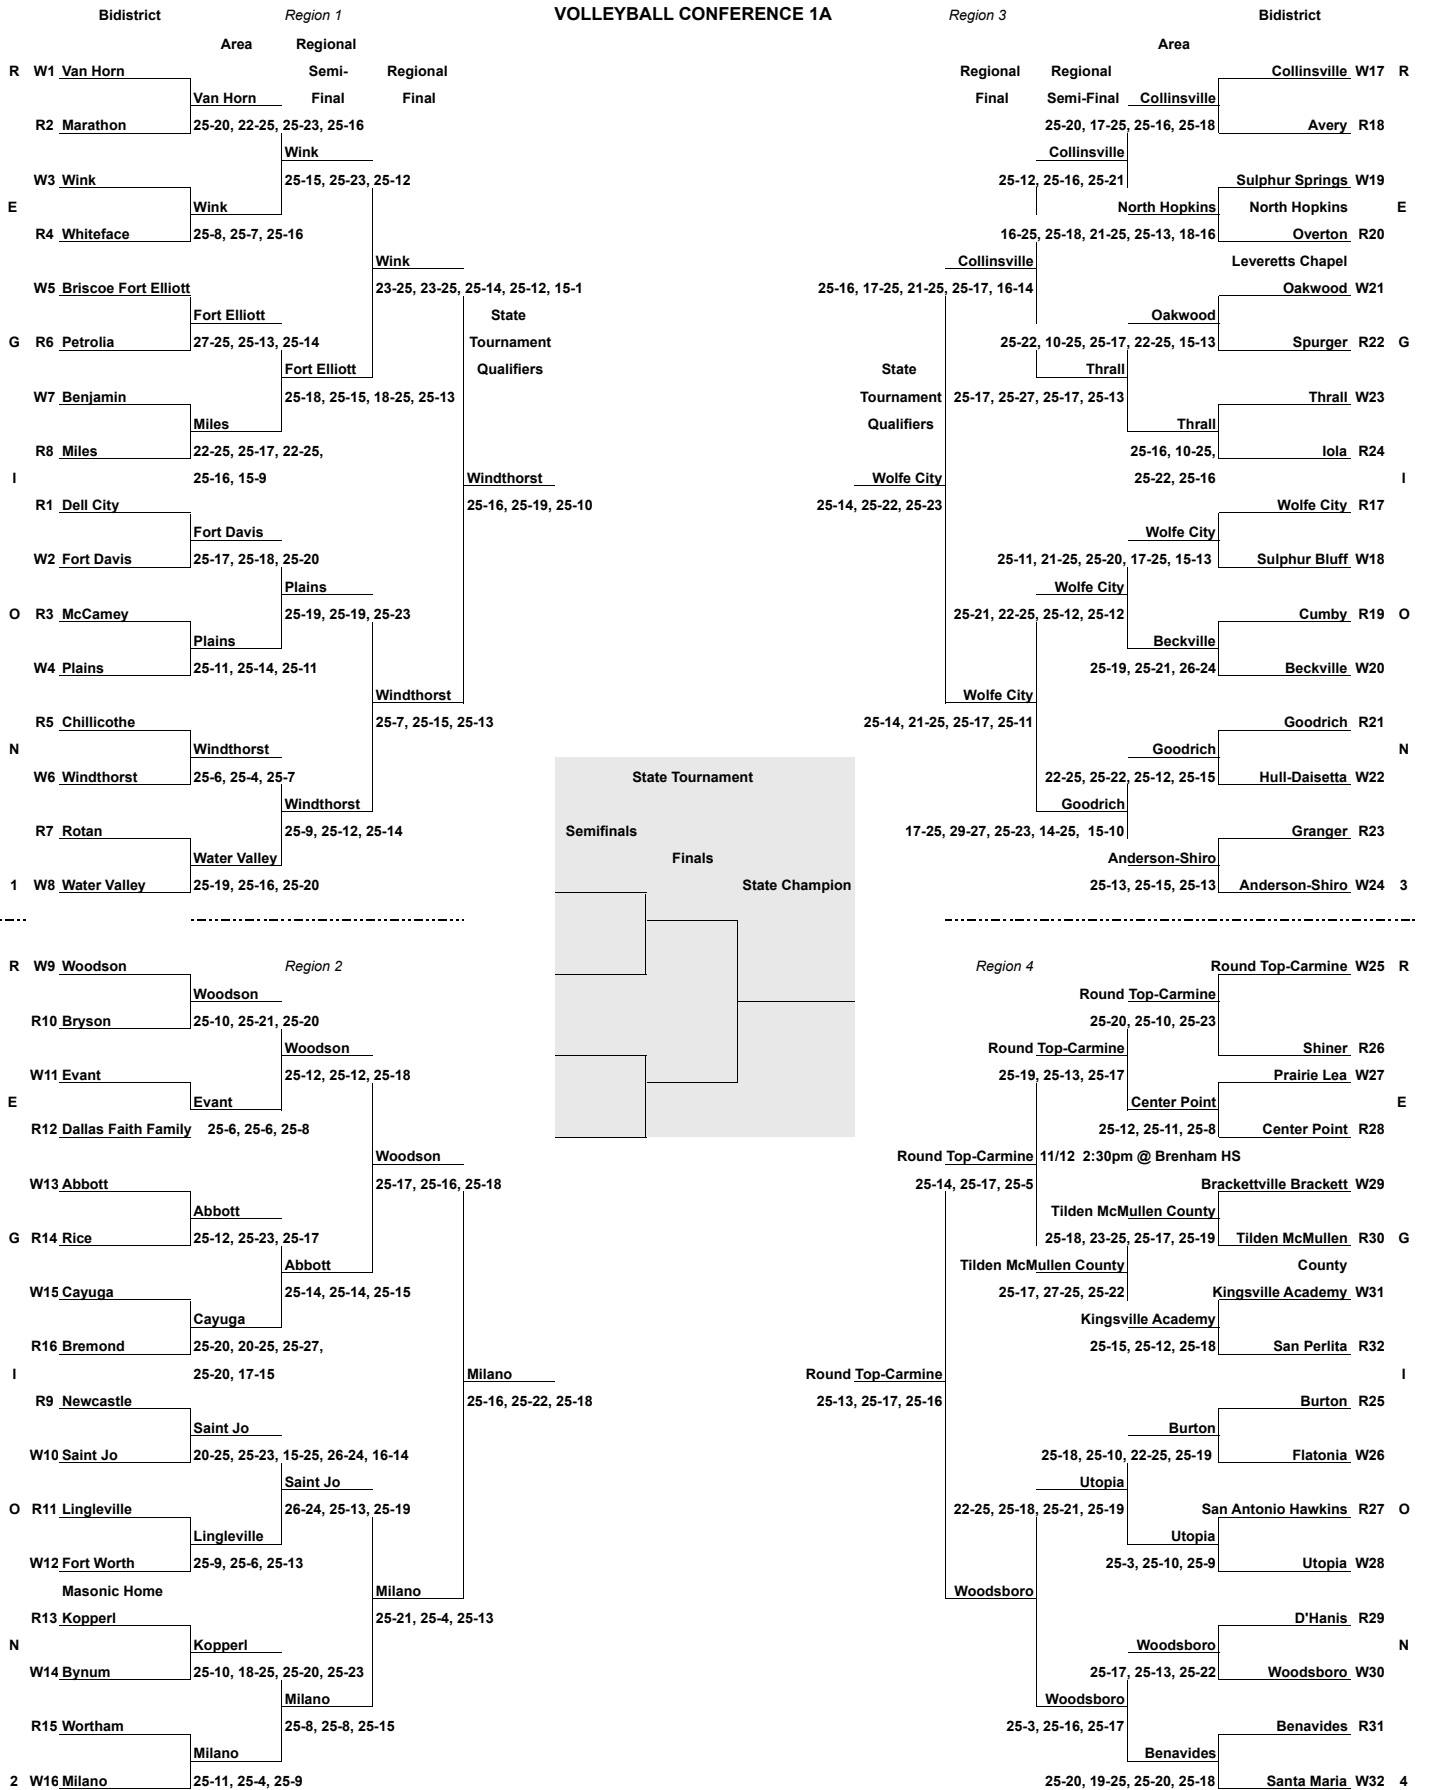 Bidistrict Region 1 VOLLEYBALL CONFERENCE 1A Region 3 Bidistrict
Area Regional Area
R W1 Van Horn Semi- Regional Regional Regional Collinsville W17 R
Van Horn Final Final Final Semi-Final Collinsville
R2 Marathon 25-20, 22-25, 25-23, 25-16 25-20, 17-25, 25-16, 25-18 Avery R18
Wink Collinsville
W3 Wink 25-15, 25-23, 25-12 25-12, 25-16, 25-21 Sulphur Springs W19
E Wink North Hopkins North Hopkins E
R4 Whiteface 25-8, 25-7, 25-16 16-25, 25-18, 21-25, 25-13, 18-16 Overton R20
Wink Collinsville Leveretts Chapel
W5 Briscoe Fort Elliott 23-25, 23-25, 25-14, 25-12, 15-1 25-16, 17-25, 21-25, 25-17, 16-14 Oakwood W21
Fort Elliott State Oakwood
G R6 Petrolia 27-25, 25-13, 25-14 Tournament 25-22, 10-25, 25-17, 22-25, 15-13 Spurger R22 G
Fort Elliott Qualifiers State Thrall
W7 Benjamin 25-18, 25-15, 18-25, 25-13 Tournament 25-17, 25-27, 25-17, 25-13 Thrall W23
Miles Qualifiers Thrall
R8 Miles 22-25, 25-17, 22-25, 25-16, 10-25, Iola R24
I 25-16, 15-9 Windthorst Wolfe City 25-22, 25-16 I
R1 Dell City 25-16, 25-19, 25-10 25-14, 25-22, 25-23 Wolfe City R17
Fort Davis Wolfe City
W2 Fort Davis 25-17, 25-18, 25-20 25-11, 21-25, 25-20, 17-25, 15-13 Sulphur Bluff W18
Plains Wolfe City
O R3 McCamey 25-19, 25-19, 25-23 25-21, 22-25, 25-12, 25-12 Cumby R19 O
Plains Beckville
W4 Plains 25-11, 25-14, 25-11 25-19, 25-21, 26-24 Beckville W20
Windthorst Wolfe City
R5 Chillicothe 25-7, 25-15, 25-13 25-14, 21-25, 25-17, 25-11 Goodrich R21
N Windthorst Goodrich N
W6 Windthorst 25-6, 25-4, 25-7 State Tournament 22-25, 25-22, 25-12, 25-15 Hull-Daisetta W22
Windthorst Goodrich
R7 Rotan 25-9, 25-12, 25-14 Semifinals 17-25, 29-27, 25-23, 14-25, 15-10 Granger R23
Water Valley Finals Anderson-Shiro
1 W8 Water Valley 25-19, 25-16, 25-20 State Champion 25-13, 25-15, 25-13 Anderson-Shiro W24 3
R W9 Woodson Region 2 Region 4 Round Top-Carmine W25 R
Woodson Round Top-Carmine
R10 Bryson 25-10, 25-21, 25-20 25-20, 25-10, 25-23
Woodson Round Top-Carmine Shiner R26
W11 Evant 25-12, 25-12, 25-18 25-19, 25-13, 25-17 Prairie Lea W27
E Evant Center Point E
R12 Dallas Faith Family 25-6, 25-6, 25-8 25-12, 25-11, 25-8 Center Point R28
Woodson Round Top-Carmine 11/12 2:30pm @ Brenham HS
W13 Abbott 25-17, 25-16, 25-18 25-14, 25-17, 25-5 Brackettville Brackett W29
Abbott Tilden McMullen County
G R14 Rice 25-12, 25-23, 25-17 25-18, 23-25, 25-17, 25-19 Tilden McMullen R30 G
Abbott Tilden McMullen County County
W15 Cayuga 25-14, 25-14, 25-15 25-17, 27-25, 25-22 Kingsville Academy W31
Cayuga Kingsville Academy
R16 Bremond 25-20, 20-25, 25-27, 25-15, 25-12, 25-18 San Perlita R32
I 25-20, 17-15 Milano Round Top-Carmine I
R9 Newcastle 25-16, 25-22, 25-18 25-13, 25-17, 25-16 Burton R25
Saint Jo Burton
W10 Saint Jo 20-25, 25-23, 15-25, 26-24, 16-14 25-18, 25-10, 22-25, 25-19 Flatonia W26
Saint Jo Utopia
O R11 Lingleville 26-24, 25-13, 25-19 22-25, 25-18, 25-21, 25-19 San Antonio Hawkins R27 O
Lingleville Utopia
W12 Fort Worth 25-9, 25-6, 25-13 25-3, 25-10, 25-9 Utopia W28
Masonic Home Milano Woodsboro
R13 Kopperl 25-21, 25-4, 25-13 D'Hanis R29
N Kopperl Woodsboro N
W14 Bynum 25-10, 18-25, 25-20, 25-23 25-17, 25-13, 25-22 Woodsboro W30
Milano Woodsboro
R15 Wortham 25-8, 25-8, 25-15 25-3, 25-16, 25-17 Benavides R31
Milano Benavides
2 W16 Milano 25-11, 25-4, 25-9 25-20, 19-25, 25-20, 25-18 Santa Maria W32 4